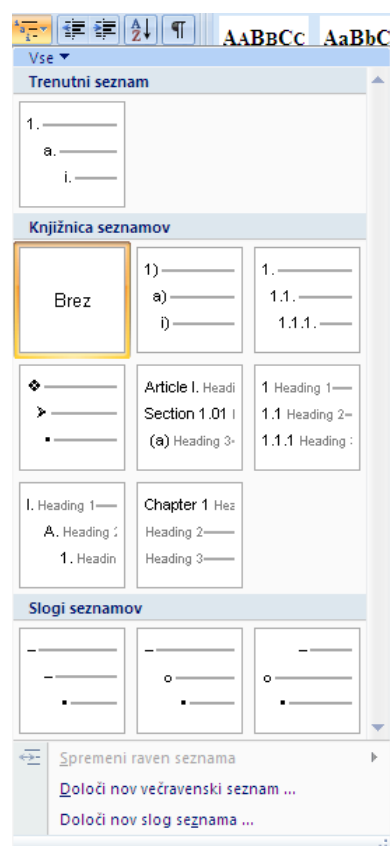 AABBCC AaBbC
Vse
Trenutni seznam
1.
a.
i.
Knjižnica seznamov
Brez
1)
a)
i)
1.
1.1.
1.1.1.
Article I. Headi
Section 1.01
(a) Heading 3
1 Heading 1
1.1 Heading 2
1.1.1 Heading
I. Heading 1
A. Heading 2
1. Headin
Chapter 1 Hea
Heading 2
Heading 3
Slogi seznamov
Spremeni raven seznama
Določi nov večravenski seznam ...
Določi nov slog seznama ...